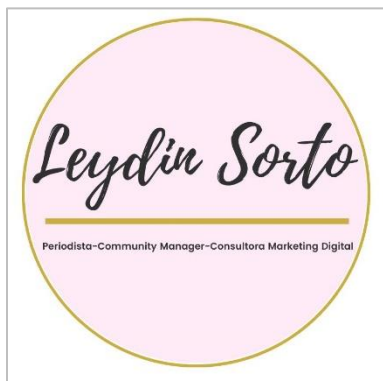 Leydin Sorto
Periodista-Community Manager-Consultora Marketing Digital